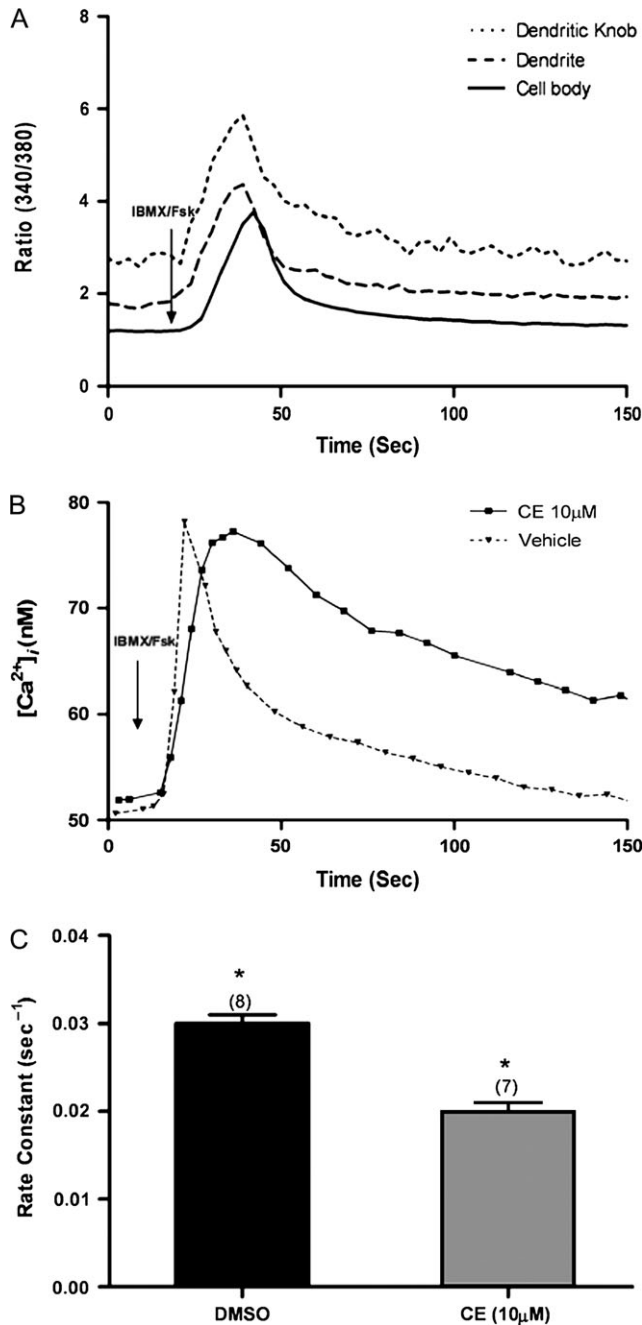 A
Dendritic Knob
Dendrite
Cell body
8
6
4
2
0
Ratio (340/380)
IBMX/Fsk
0
50
100
150
Time (Sec)
B
CE 10μM
Vehicle
80
70
60
50
[Ca²⁺]ᵢ (nM)
IBMX/Fsk
0
50
100
150
Time (Sec)
C
0.04
0.03
0.02
0.01
0.00
Rate Constant (sec⁻¹)
*
(8)
*
(7)
DMSO
CE (10μM)